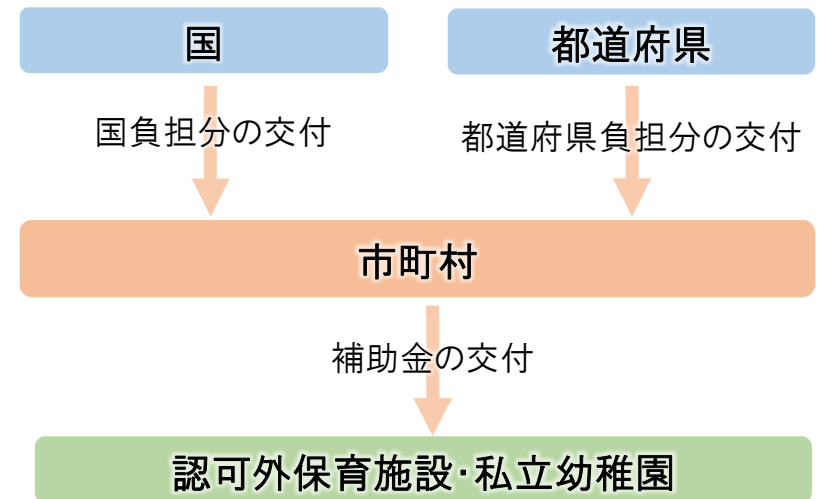 国
都道府県
国負担分の交付
都道府県負担分の交付
市町村
補助金の交付
認可外保育施設・私立幼稚園